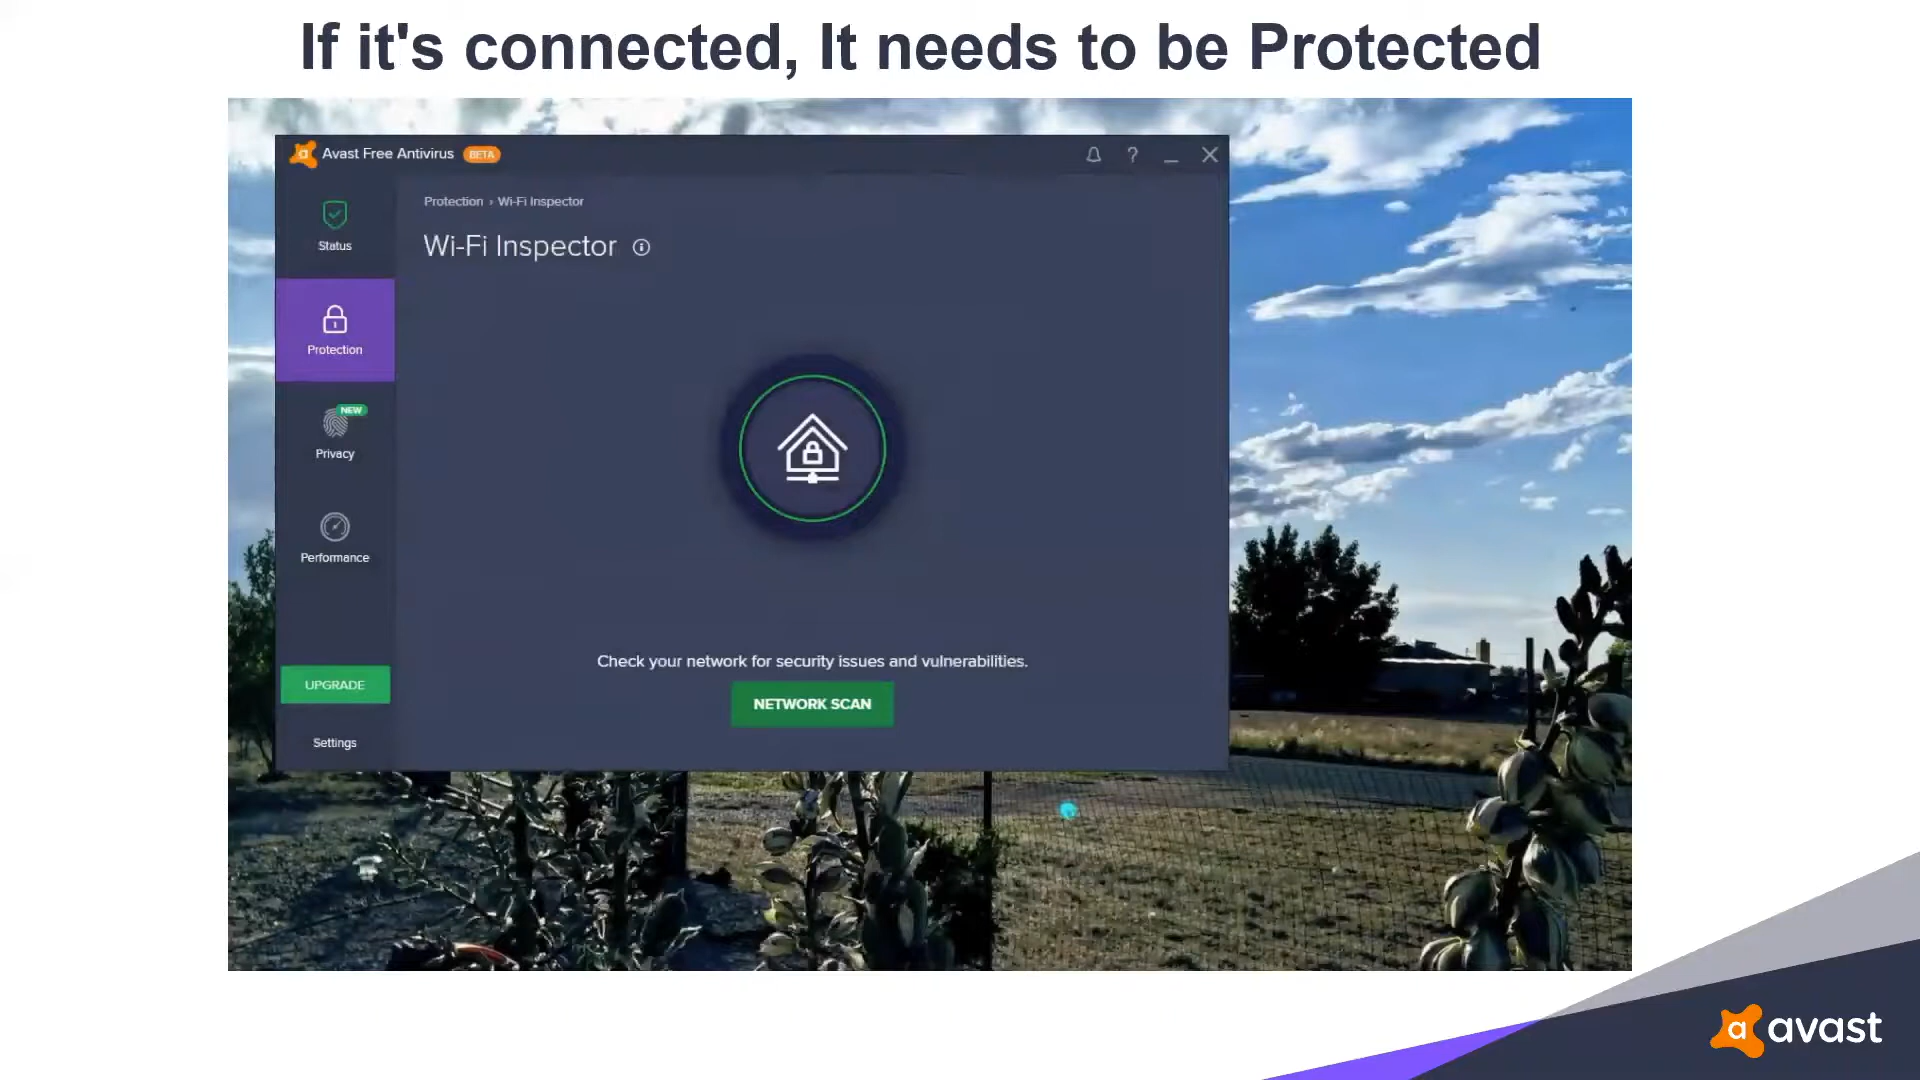 If it's connected, It needs to be Protected
Avast Free Antivirus BETA
?
Protection › Wi-Fi Inspector
Wi-Fi Inspector
Status
Protection
NEW
Privacy
Performance
Check your network for security issues and vulnerabilities.
NETWORK SCAN
UPGRADE
Settings
avast